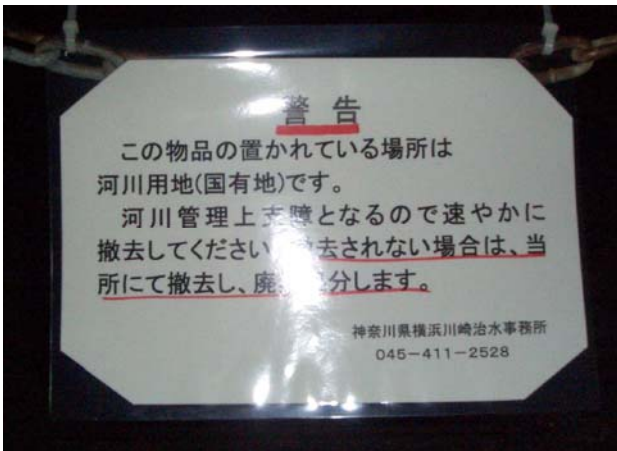 警告
この物品の置かれている場所は
河川用地(国有地)です。
河川管理上支障となるので速やかに
撤去してください 去されない場合は、当
所にて撤去し、廃 分します。
神奈川県横浜川崎治水事務所
045-411-2528